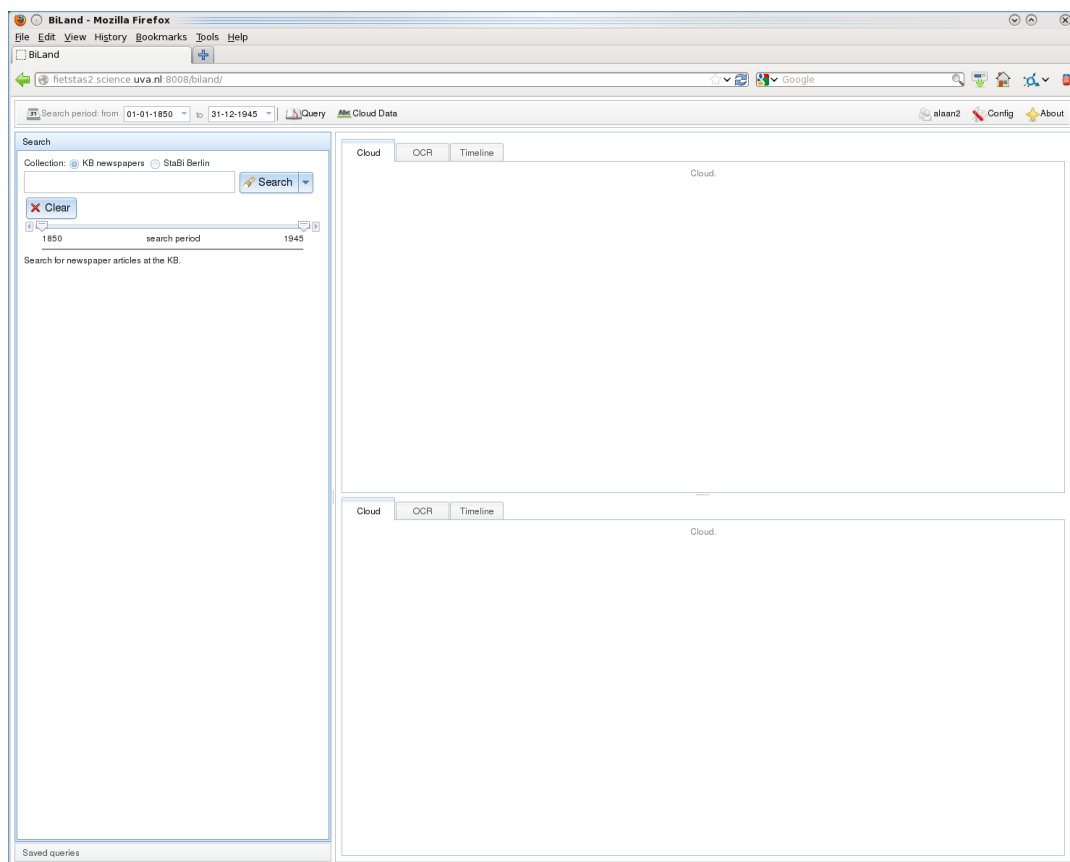 BiLand - Mozilla Firefox
File Edit View History Bookmarks Tools Help
BiLand
fietstas2.science.uva.nl:8008/biland/
Google
31 Search period: from 01-01-1850 to 31-12-1945 Query Abc Cloud Data
alaan2 Config About
Search
Collection: KB newspapers StaBi Berlin
Search
Clear
1850 search period 1945
Search for newspaper articles at the KB.
Saved queries
Cloud OCR Timeline
Cloud.
Cloud OCR Timeline
Cloud.